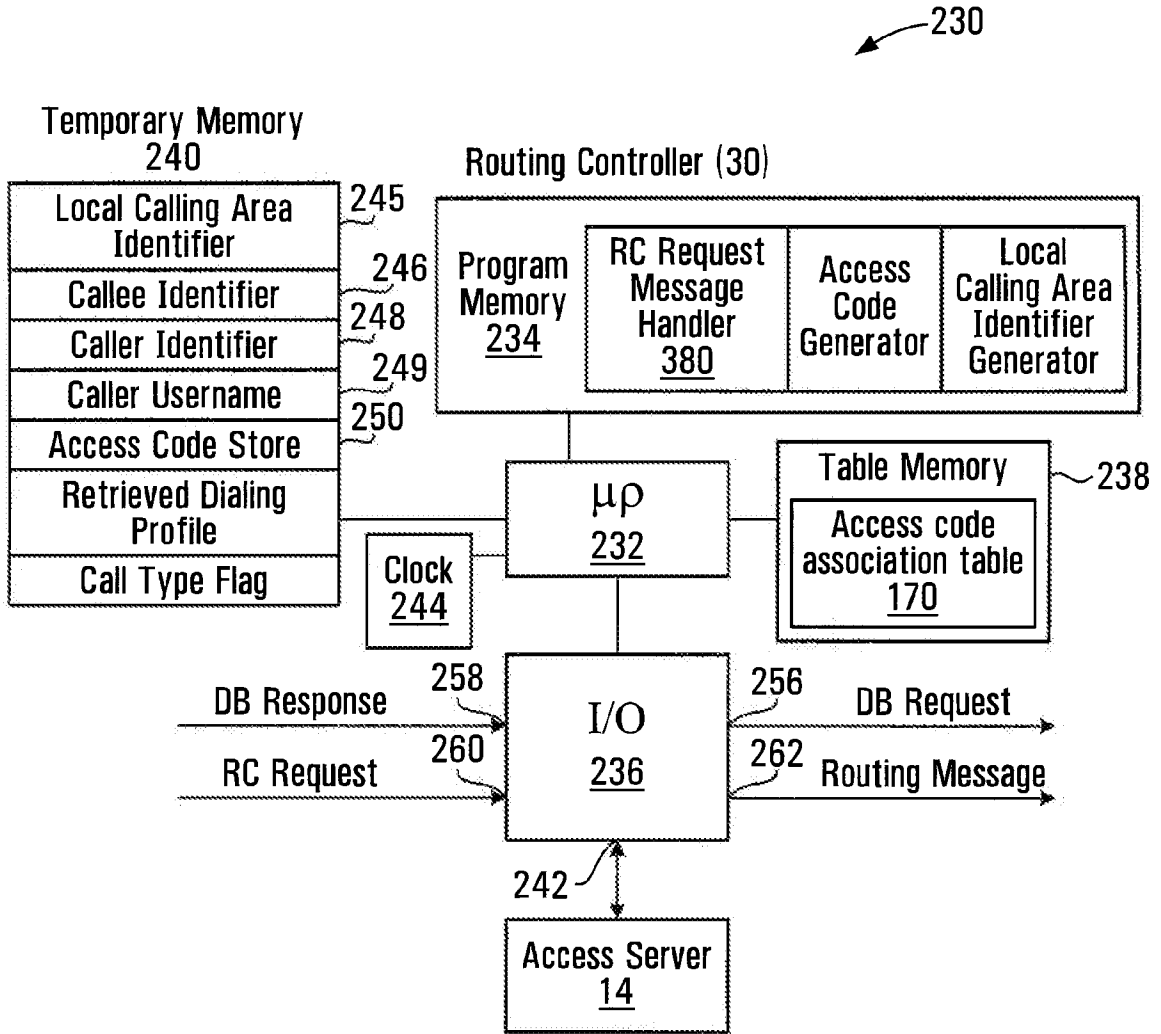 230
Temporary Memory
240
Local Calling Area
Identifier
245
Callee Identifier
246
Caller Identifier
248
Caller Username
249
Access Code Store
250
Retrieved Dialing
Profile
Call Type Flag
Routing Controller (30)
Program
Memory
234
RC Request
Message
Handler
380
Access
Code
Generator
Local
Calling Area
Identifier
Generator
μρ
232
Clock
244
Table Memory
238
Access code
association table
170
I/O
236
DB Response
258
RC Request
260
256
DB Request
262
Routing Message
242
Access Server
14